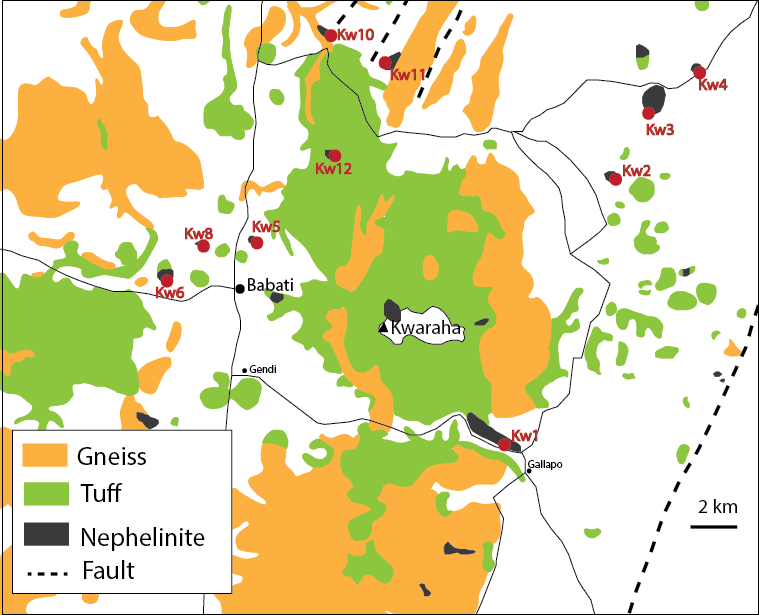 Kw10
Kw11
Kw4
Kw3
Kw12
Kw2
Kw8
Kw5
Kw6
Babati
Kwaraha
Gendi
Kw1
Gallapo
Gneiss
Tuff
Nephelinite
Fault
2 km